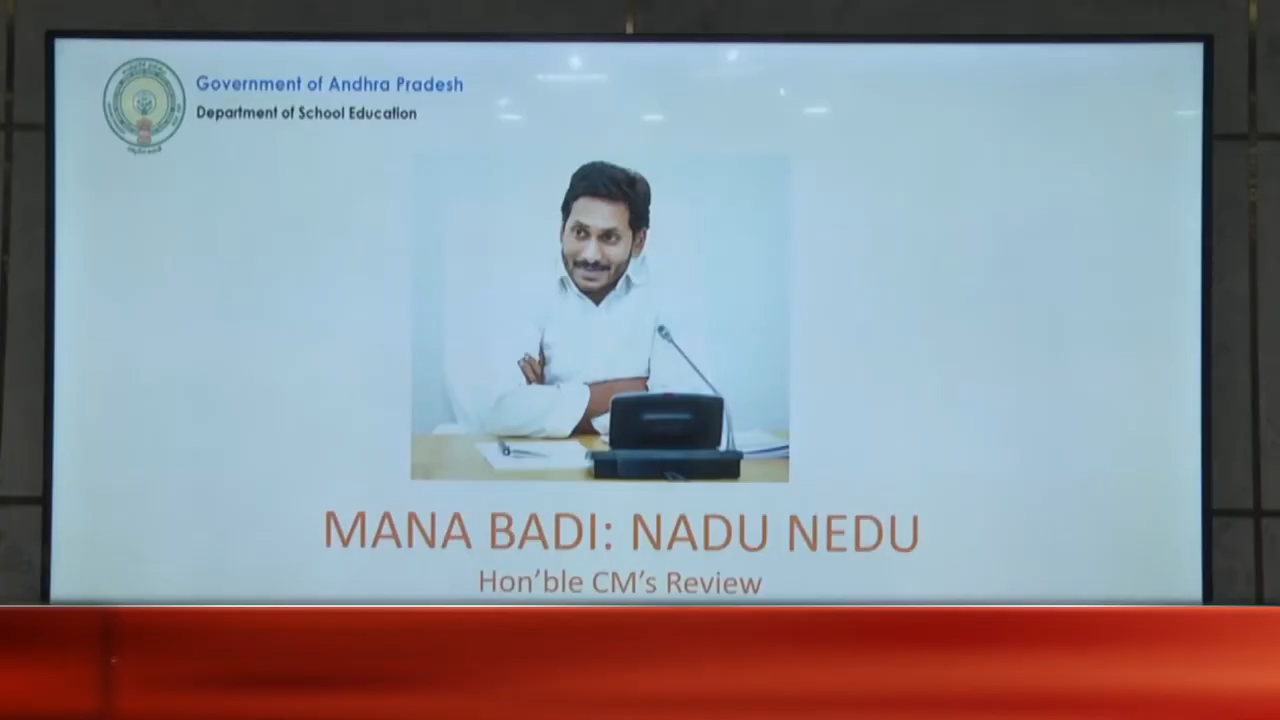 Government of Andhra Pradesh
Department of School Education
MANA BADI: NADU NEDU
Hon'ble CM's Review